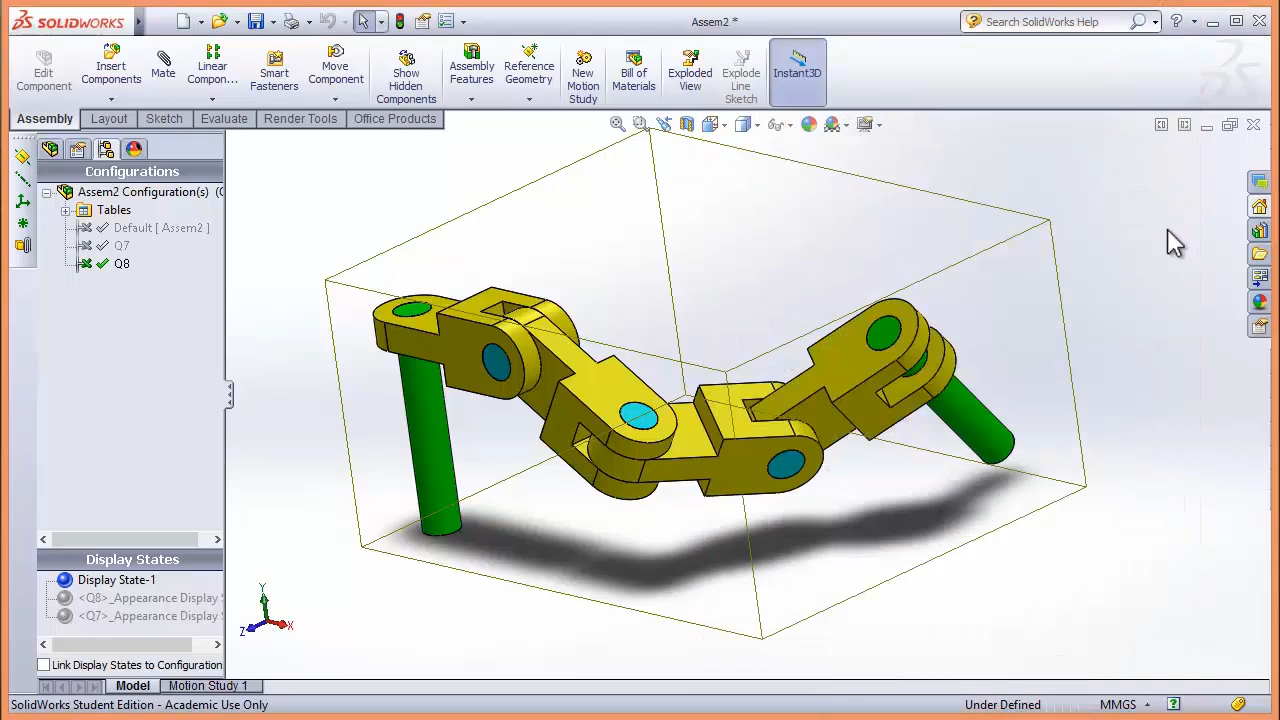 SOLIDWORKS
Assem2 *
Search SolidWorks Help
Edit Component
Insert Components
Mate
Linear Compon...
Smart Fasteners
Move Component
Show Hidden Components
Assembly Features
Reference Geometry
New Motion Study
Bill of Materials
Exploded View
Explode Line Sketch
Instant3D
Assembly
Layout
Sketch
Evaluate
Render Tools
Office Products
Configurations
Assem2 Configuration(s) (
Tables
Default [ Assem2 ]
Q7
Q8
Display States
Display State-1
<Q8>_Appearance Display
<Q7>_Appearance Display
Link Display States to Configuration
Y
Z
X
Model
Motion Study 1
SolidWorks Student Edition - Academic Use Only
Under Defined
MMGS